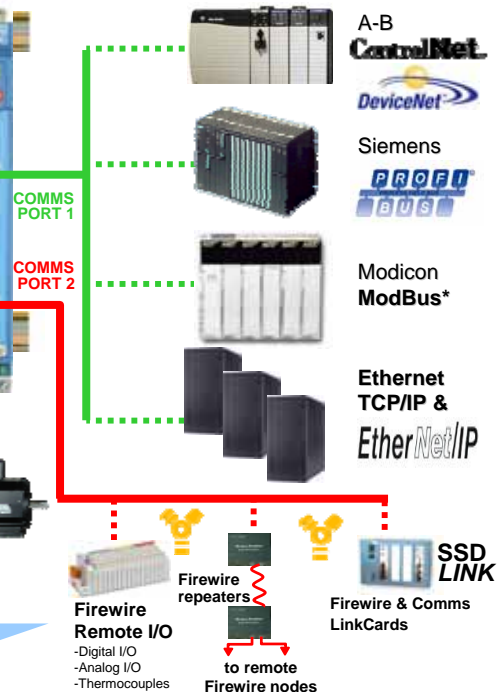 A-B
ControlNet
DeviceNet
Siemens
PROFI
BUS
COMMS
PORT 1
COMMS
PORT 2
Modicon
ModBus*
Ethernet
TCP/IP &
EtherNet/IP
Firewire
Remote I/O
-Digital I/O
-Analog I/O
-Thermocouples
Firewire
repeaters
to remote
Firewire nodes
SSD
LINK
Firewire & Comms
LinkCards